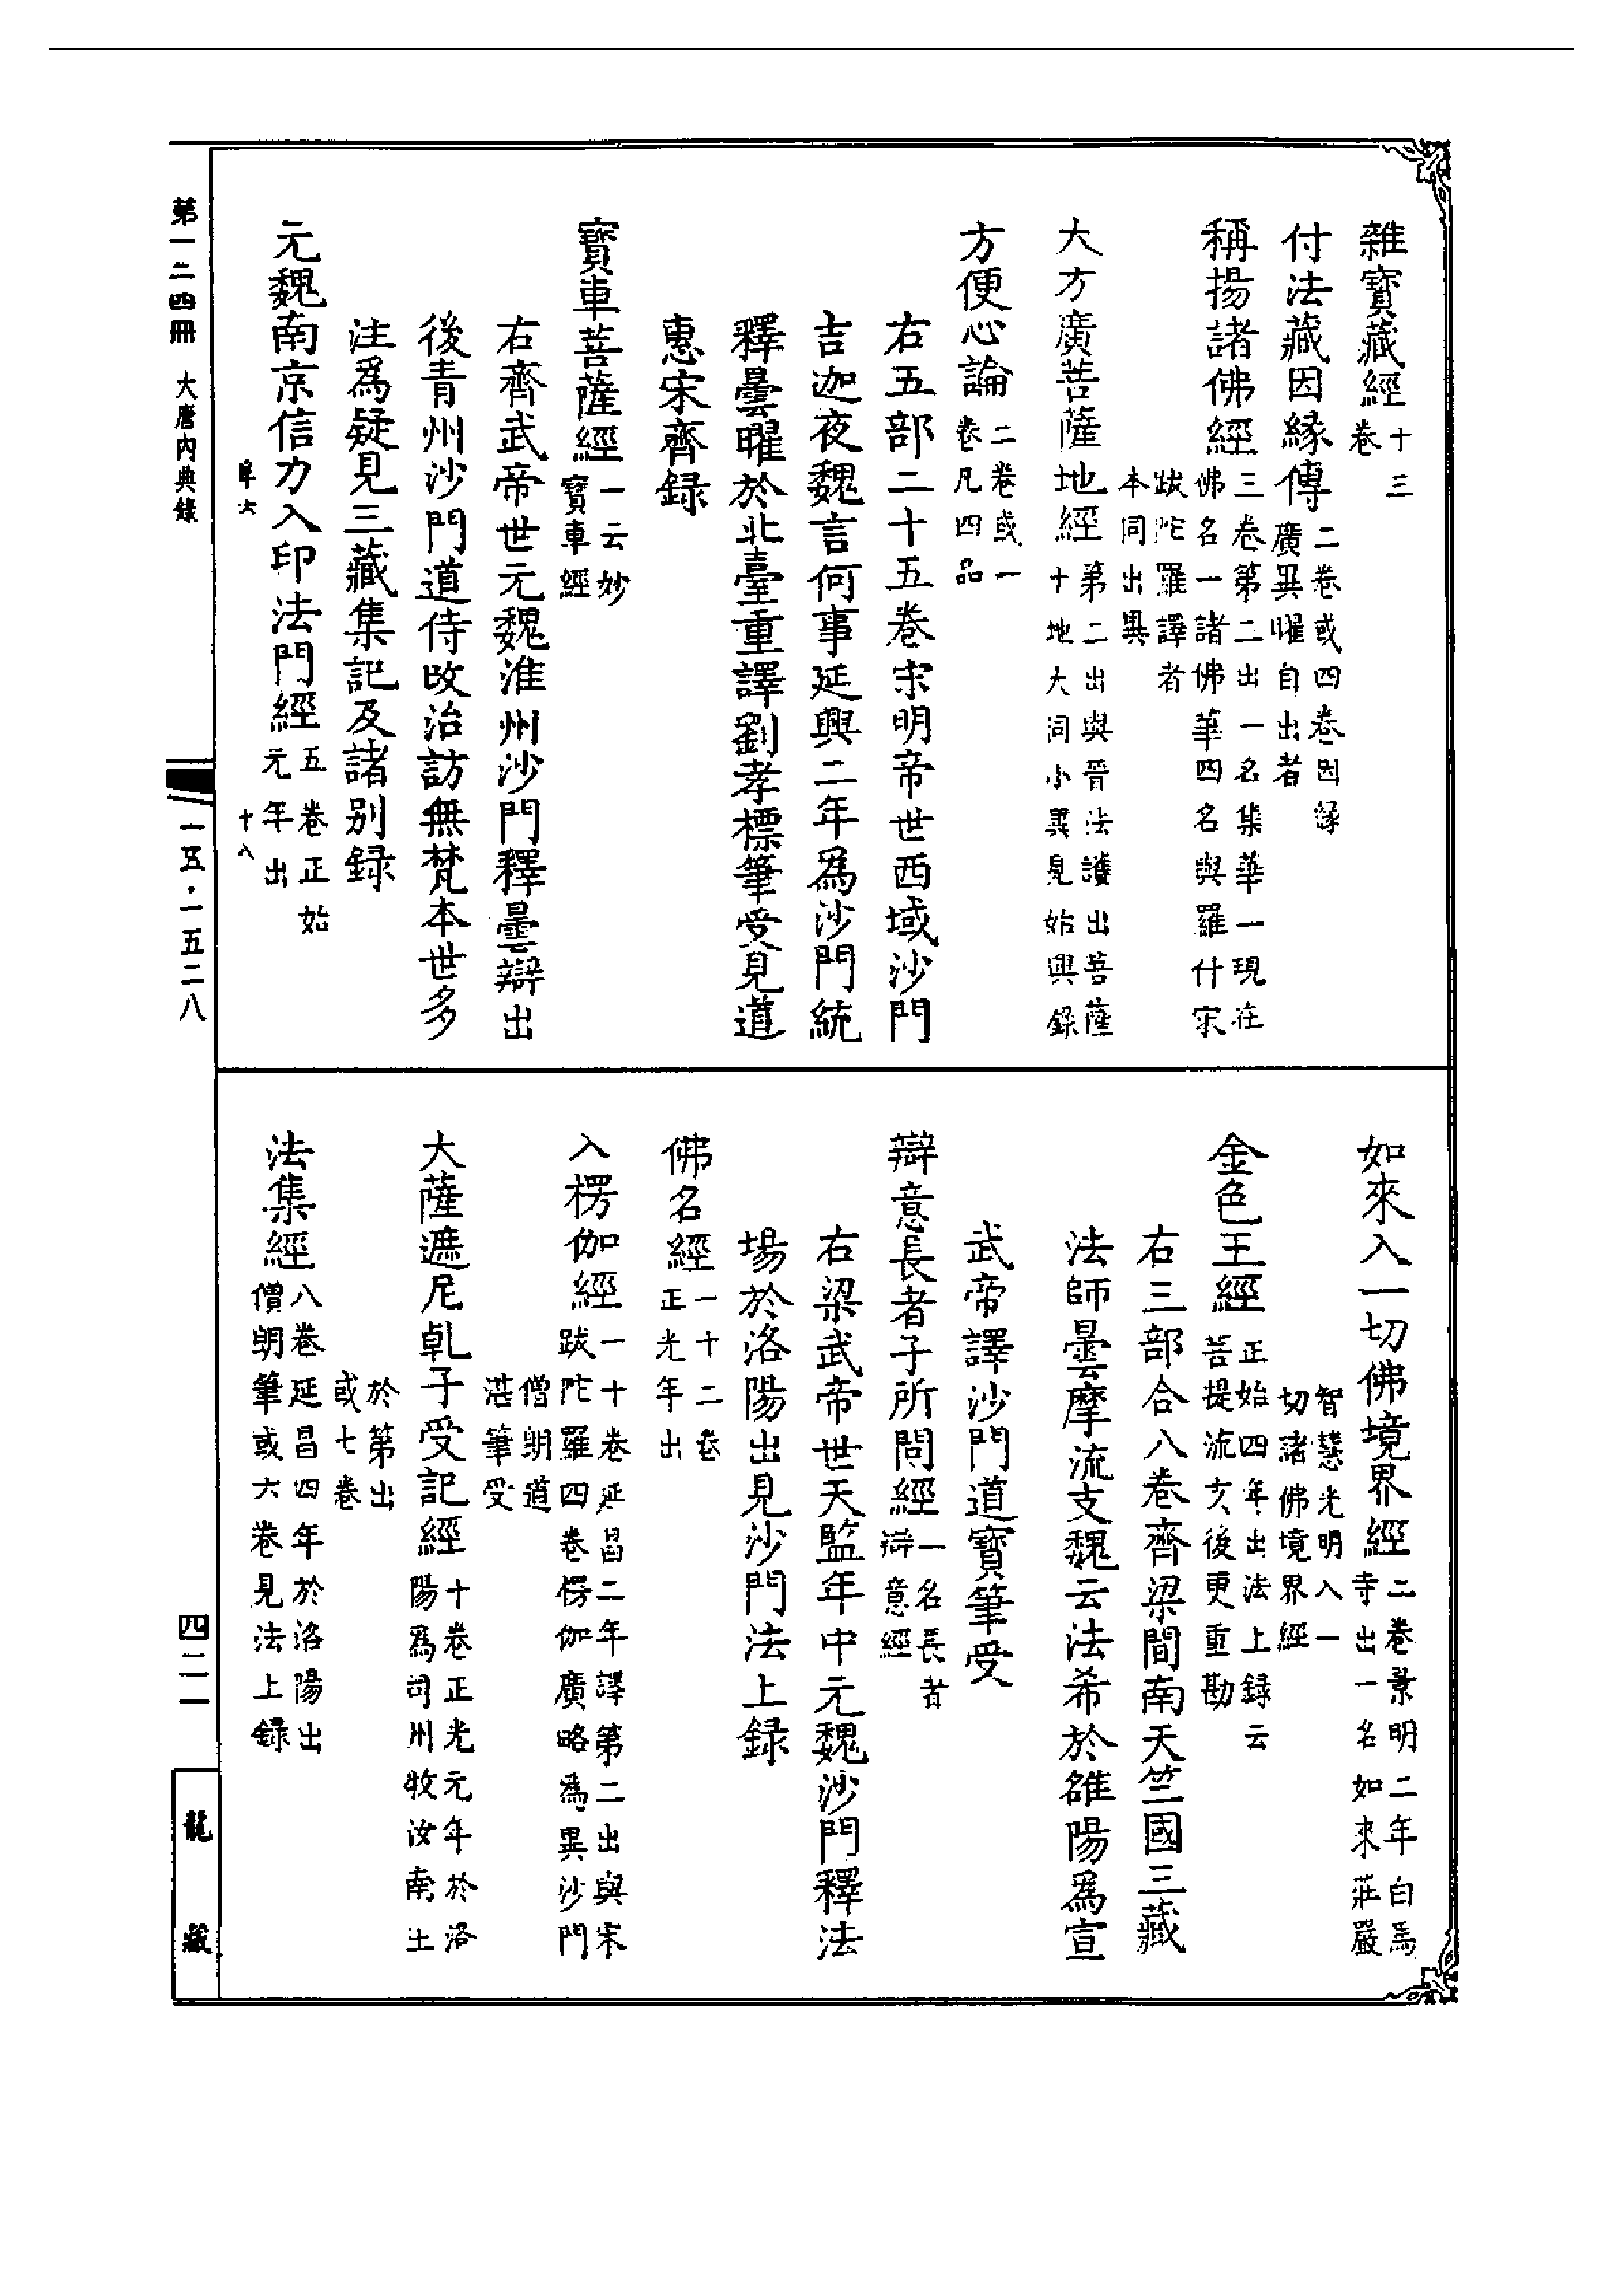 雜寶藏經十三卷
付法藏因緣傳二卷或四卷因緣廣異曜自出者
稱揚諸佛經三卷第二出一名集華一現在佛名一諸佛華四名與羅什宋跋陀羅譯者本同出異
大方廣菩薩地經第二出與晉法護出菩薩十地大同小異見始興錄
方便心論二卷或一卷凡四品
右五部二十五卷宋明帝世西域沙門
吉迦夜魏言何事延興二年爲沙門統
釋曇曜於北臺重譯劉孝標筆受見道
惠宋齊録
寶車菩薩經一云妙寶車經
右齊武帝世元魏淮州沙門釋曇辯出
後青州沙門道侍攺治訪無梵本世多
注爲疑見三藏集記及諸别録
元魏南京信力入印法門經五卷正始元年出
十八
第一二四冊 大唐内典錄
一五·一五二八
如來入一切佛境界經二卷景明二年白馬寺出一名如來莊嚴智慧光明入一切諸佛境界經
金色王經正始四年出法上録云菩提流支後更重勘
右三部合八卷齊梁間南天竺國三藏
法師曇摩流支魏云法希於雒陽爲宣
武帝譯沙門道寶筆受
辯意長者子所問經一名長者辯意經
右梁武帝世天監年中元魏沙門釋法
場於洛陽出見沙門法上録
佛名經一十二卷正光年出
入楞伽經一十卷延昌二年譯第二出與宋跋陀羅四卷楞伽廣略爲異沙門僧朗道湛筆受
大薩遮尼乹子受記經十卷正光元年於洛陽爲司州牧汝南王於第出或七卷
法集經八卷延昌四年於洛陽出僧朗筆或六卷見法上録
四二一
龍藏